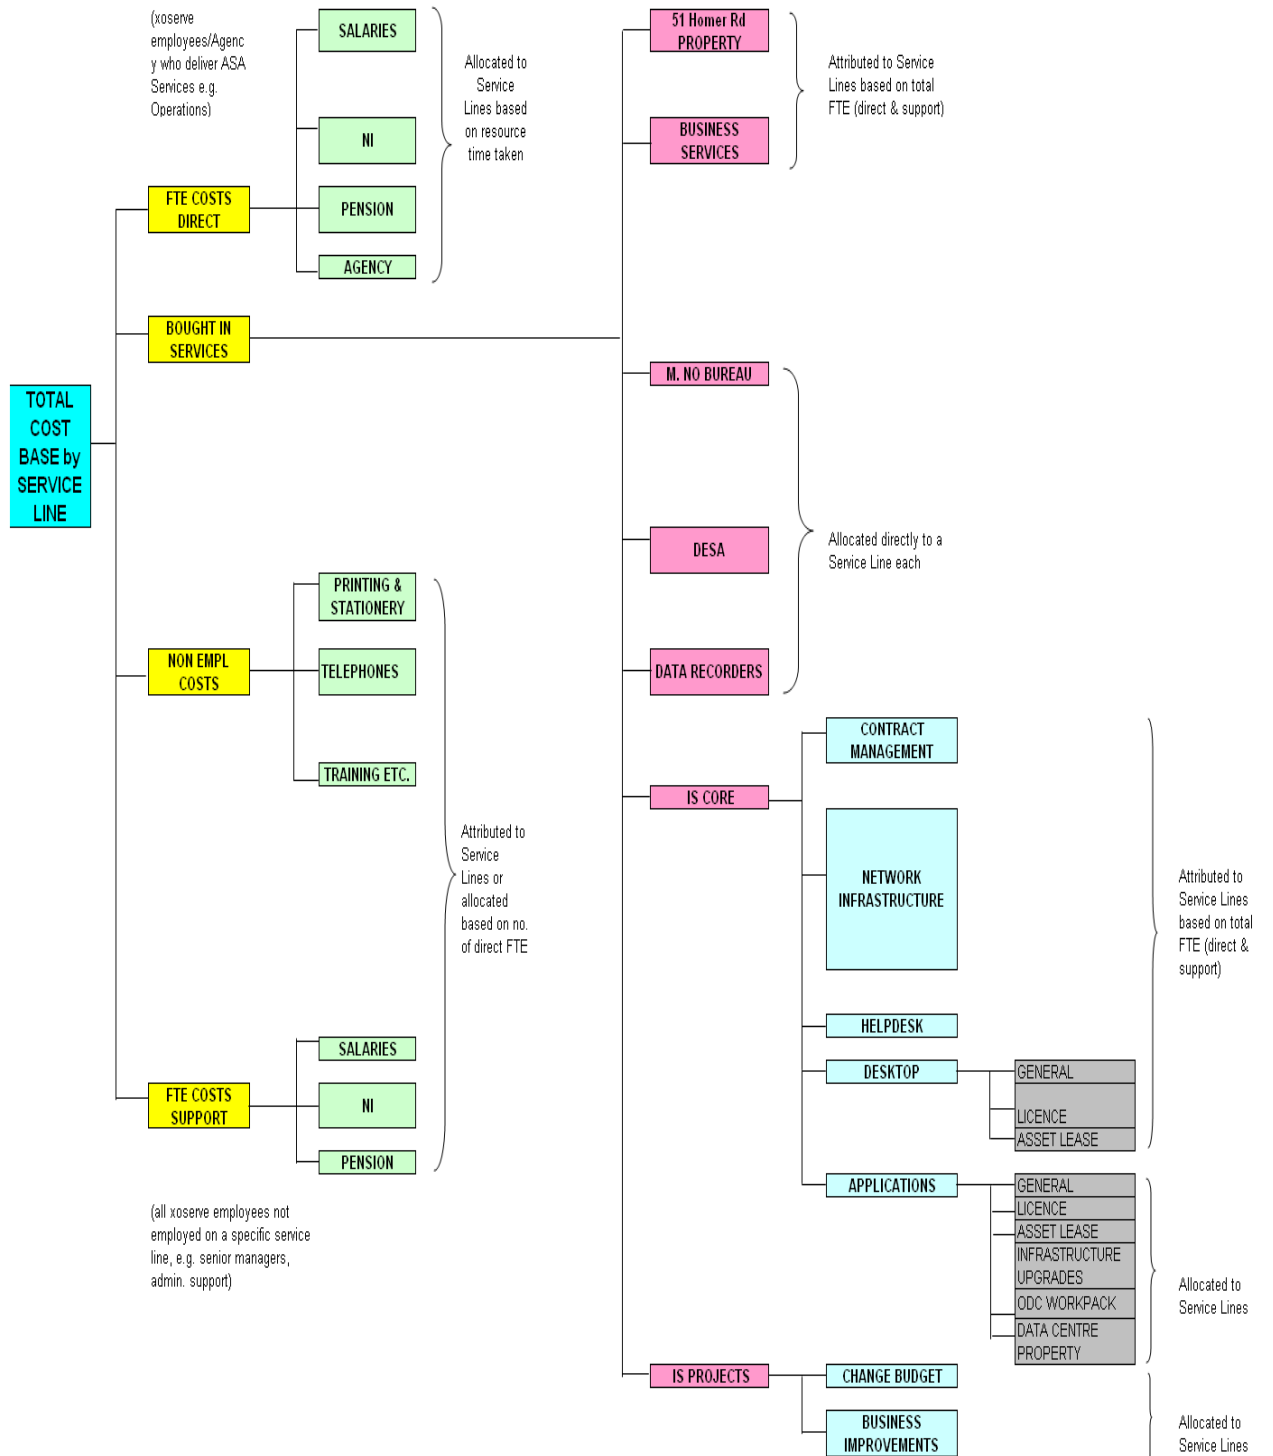 (xoserve
employees/Agenc
y who deliver ASA
Services e.g.
Operations)
SALARIES
NI
PENSION
AGENCY
Allocated to
Service
Lines based
on resource
time taken
FTE COSTS
DIRECT
BOUGHT IN
SERVICES
TOTAL
COST
BASE by
SERVICE
LINE
NON EMPL
COSTS
PRINTING &
STATIONERY
TELEPHONES
TRAINING ETC.
Attributed to
Service
Lines or
allocated
based on no.
of direct FTE
FTE COSTS
SUPPORT
SALARIES
NI
PENSION
(all xoserve employees not
employed on a specific service
line, e.g. senior managers,
admin. support)
51 Homer Rd
PROPERTY
BUSINESS
SERVICES
Attributed to Service
Lines based on total
FTE (direct & support)
M. NO BUREAU
DESA
DATA RECORDERS
Allocated directly to a
Service Line each
IS CORE
CONTRACT
MANAGEMENT
NETWORK
INFRASTRUCTURE
HELPDESK
DESKTOP
GENERAL
LICENCE
ASSET LEASE
Attributed to
Service Lines
based on total
FTE (direct &
support)
APPLICATIONS
GENERAL
LICENCE
ASSET LEASE
INFRASTRUCTURE
UPGRADES
ODC WORKPACK
DATA CENTRE
PROPERTY
Allocated to
Service Lines
IS PROJECTS
CHANGE BUDGET
BUSINESS
IMPROVEMENTS
Allocated to
Service Lines